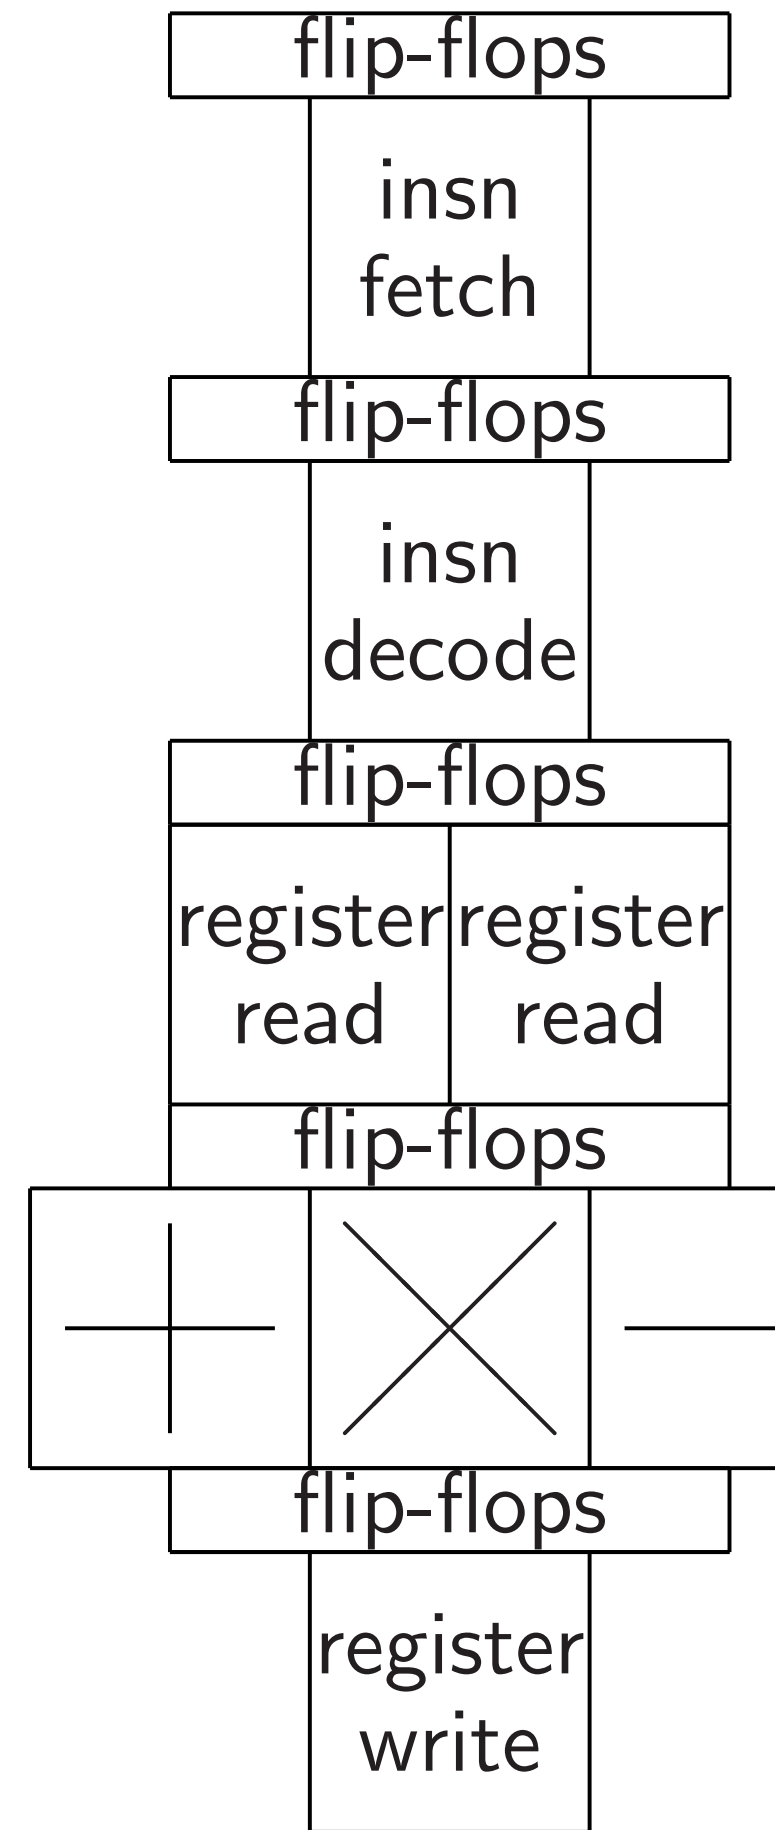 flip-flops
insn
fetch
flip-flops
insn
decode
flip-flops
register register
read read
flip-flops
flip-flops
register
write